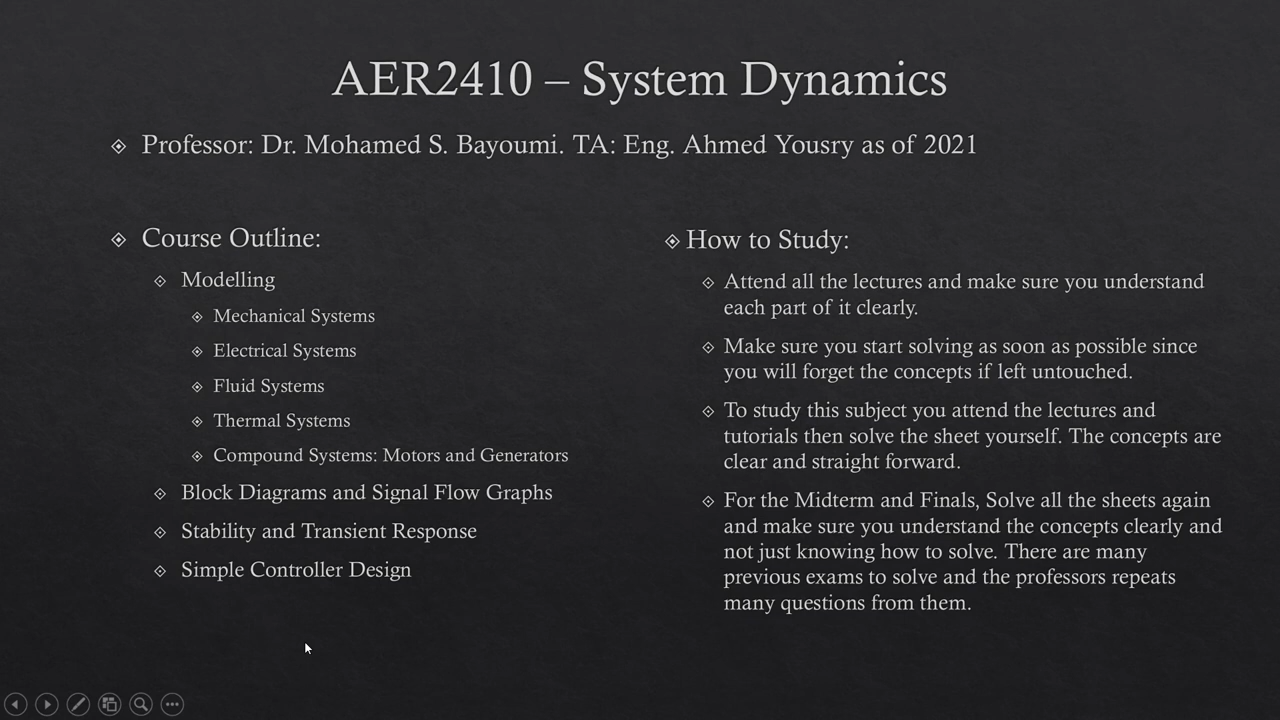 AER2410 – System Dynamics
Professor: Dr. Mohamed S. Bayoumi. TA: Eng. Ahmed Yousry as of 2021
Course Outline:
Modelling
Mechanical Systems
Electrical Systems
Fluid Systems
Thermal Systems
Compound Systems: Motors and Generators
Block Diagrams and Signal Flow Graphs
Stability and Transient Response
Simple Controller Design
How to Study:
Attend all the lectures and make sure you understand
each part of it clearly.
Make sure you start solving as soon as possible since
you will forget the concepts if left untouched.
To study this subject you attend the lectures and
tutorials then solve the sheet yourself. The concepts are
clear and straight forward.
For the Midterm and Finals, Solve all the sheets again
and make sure you understand the concepts clearly and
not just knowing how to solve. There are many
previous exams to solve and the professors repeats
many questions from them.